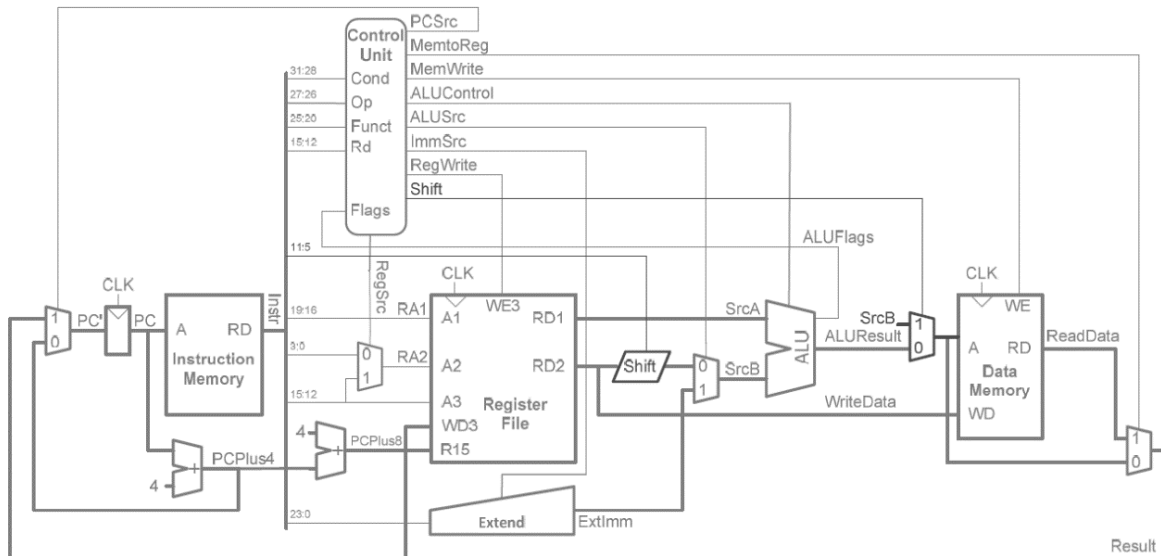 PCSrc
Control
Unit
MemtoReg
MemWrite
31:28
Cond
ALUControl
27:26
Op
ALUSrc
25:20
Funct
ImmSrc
15:12
Rd
RegWrite
Shift
Flags
ALUFlags
11:5
CLK
RegSrc
CLK
CLK
Instr
WE3
WE
19:16
RA1
A1
RD1
SrcA
SrcB
1
0
1
0
PC'
PC
A
RD
Instruction
Memory
3:0
0
1
RA2
A2
RD2
Shift
0
1
SrcB
ALU
ALUResult
A
RD
ReadData
Data
Memory
15:12
A3
Register
File
WriteData
WD
WD3
4
+
PCPlus8
R15
1
0
4
+
PCPlus4
23:0
Extend
ExtImm
Result